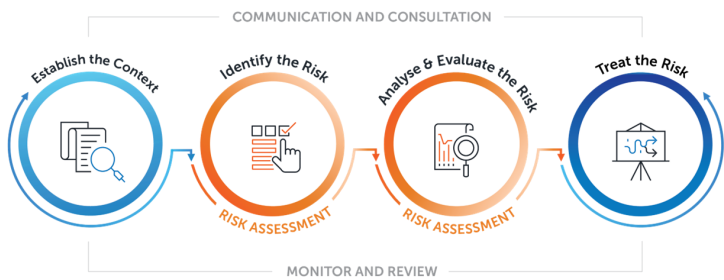 COMMUNICATION AND CONSULTATION
Establish the Context
Identify the Risk
Analyse & Evaluate the Risk
Treat the Risk
RISK ASSESSMENT
RISK ASSESSMENT
MONITOR AND REVIEW